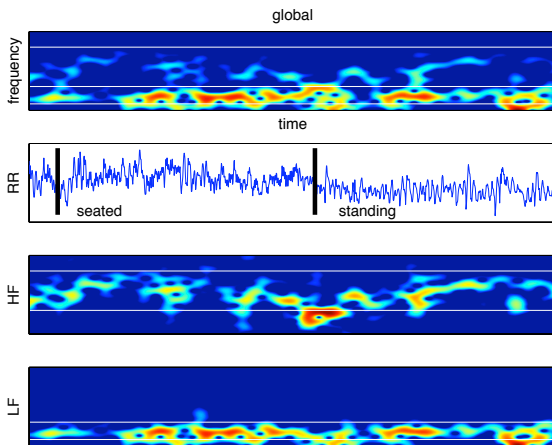 global
frequency
time
RR
seated
standing
HF
LF